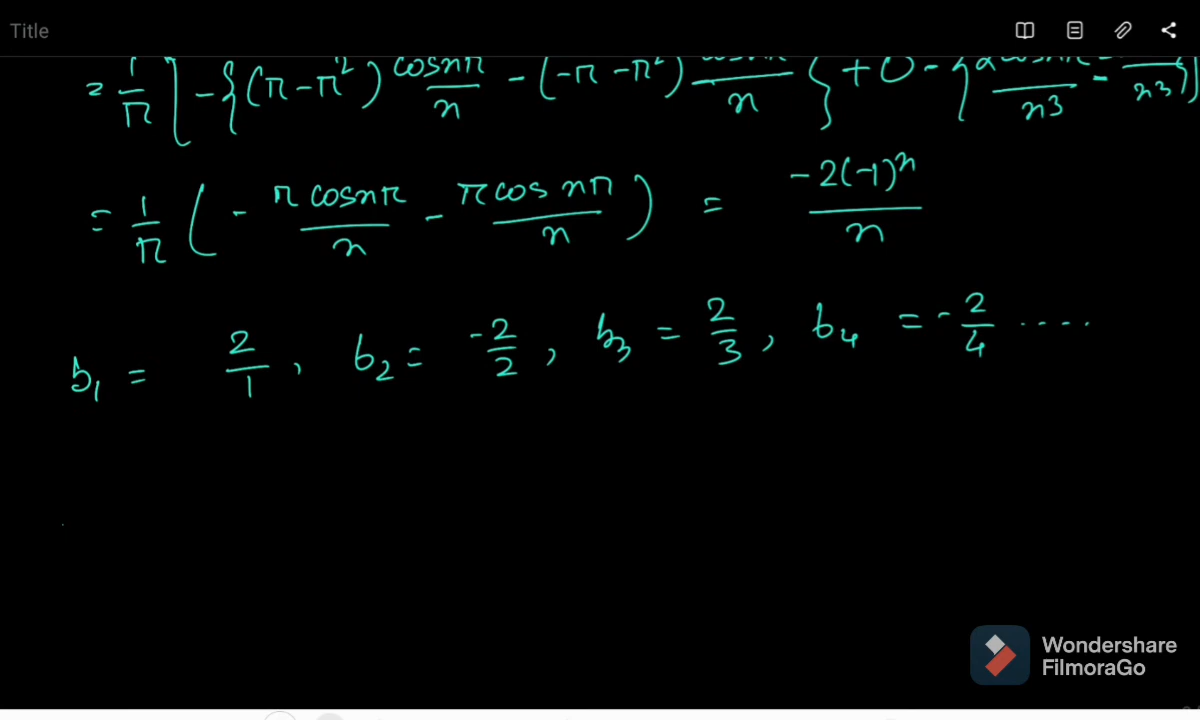 Title
= 1/π [ -{(π-π²) cosnπ/n - (-π-π²) cosnπ/n } + 0 - {2cosnπ/n3 - /n3}]
= 1/π ( - π cosnπ/n - π cos nπ/n ) = -2(-1)^n/n
b₁ = 2/1, b₂ = -2/2, b₃ = 2/3, b₄ = -2/4 .....
Wondershare
FilmoraGo